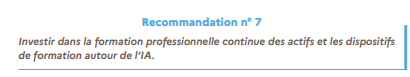 Recommandation n° 7
Investir dans la formation professionnelle continue des actifs et les dispositifs
de formation autour de l'IA.